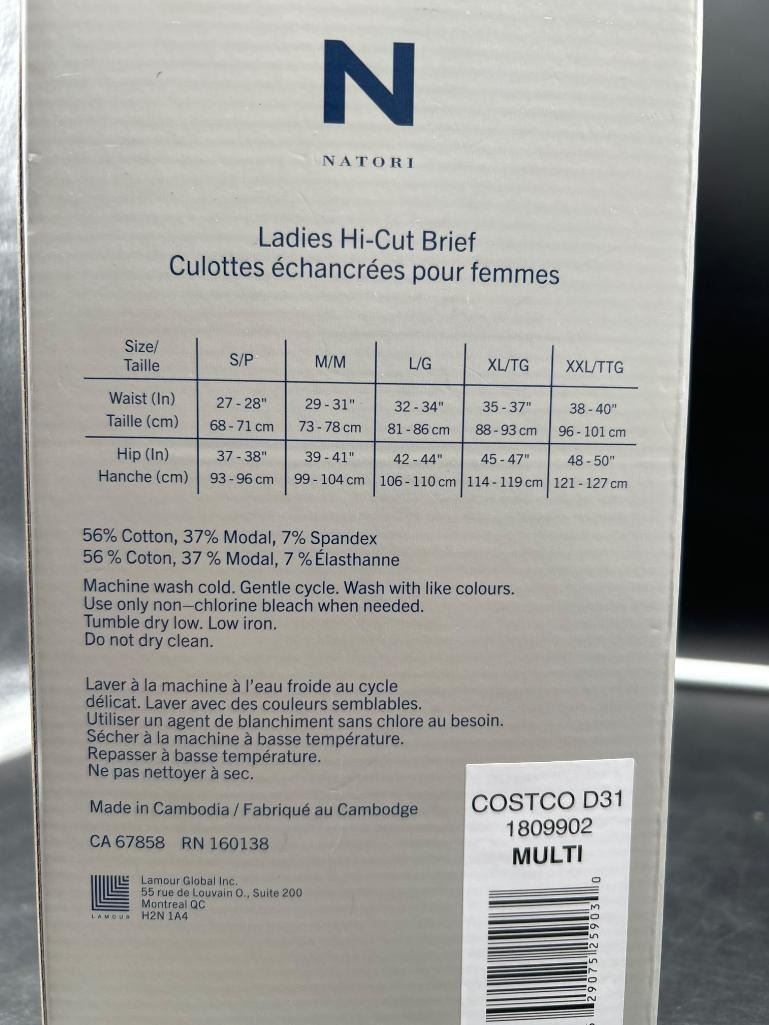 N
NATORI
Ladies Hi-Cut Brief
Culottes échancrées pour femmes
Size/ Taille S/P M/M L/G XL/TG XXL/TTG
Waist (In) 27 - 28" 29 - 31" 32 - 34" 35 - 37" 38 - 40"
Taille (cm) 68 - 71 cm 73 - 78 cm 81 - 86 cm 88 - 93 cm 96 - 101 cm
Hip (In) 37 - 38" 39 - 41" 42 - 44" 45 - 47" 48 - 50"
Hanche (cm) 93 - 96 cm 99 - 104 cm 106 - 110 cm 114 - 119 cm 121 - 127 cm
56% Cotton, 37% Modal, 7% Spandex
56 % Coton, 37 % Modal, 7 % Élasthanne
Machine wash cold. Gentle cycle. Wash with like colours.
Use only non–chlorine bleach when needed.
Tumble dry low. Low iron.
Do not dry clean.
Laver à la machine à l'eau froide au cycle
délicat. Laver avec des couleurs semblables.
Utiliser un agent de blanchiment sans chlore au besoin.
Sécher à la machine à basse température.
Repasser à basse température.
Ne pas nettoyer à sec.
Made in Cambodia / Fabriqué au Cambodge
CA 67858 RN 160138
LAMOUR
Lamour Global Inc.
55 rue de Louvain O., Suite 200
Montreal QC
H2N 1A4
COSTCO D31
1809902
MULTI
29075 25903 0